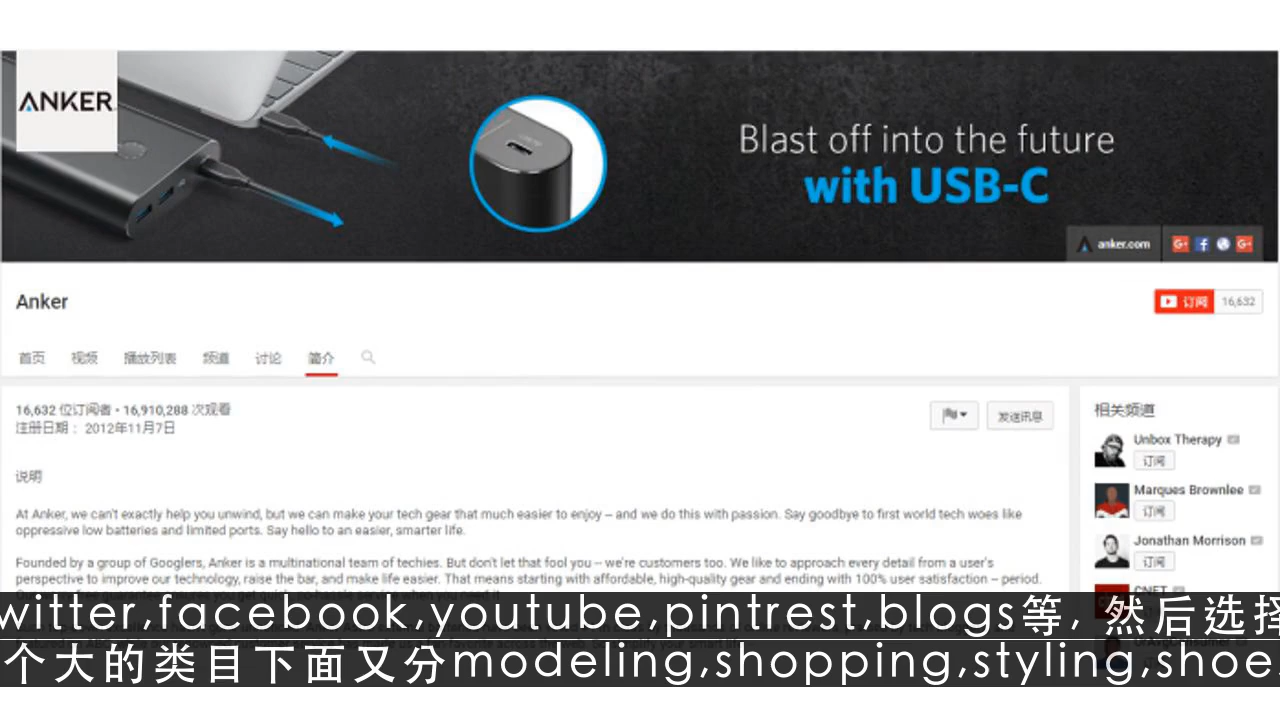 ANKER
Blast off into the future
with USB-C
anker.com
Anker
订阅 16,632
首页 视频 播放列表 频道 讨论 简介
16,632 位订阅者 • 16,910,288 次观看
注册日期： 2012年11月7日
发送讯息
说明
At Anker, we can't exactly help you unwind, but we can make your tech gear that much easier to enjoy – and we do this with passion. Say goodbye to first world tech woes like
oppressive low batteries and limited ports. Say hello to an easier, smarter life.
Founded by a group of Googlers, Anker is a multinational team of techies. But don't let that fool you – we're customers too. We like to approach every detail from a user's
perspective to improve our technology, raise the bar, and make life easier. That means starting with affordable, high-quality gear and ending with 100% user satisfaction – period.
相关频道
Unbox Therapy
订阅
Marques Brownlee
订阅
Jonathan Morrison
订阅
CNET
witter,facebook,youtube,pintrest,blogs等，然后选择
个大的类目下面又分modeling,shopping,styling,shoe